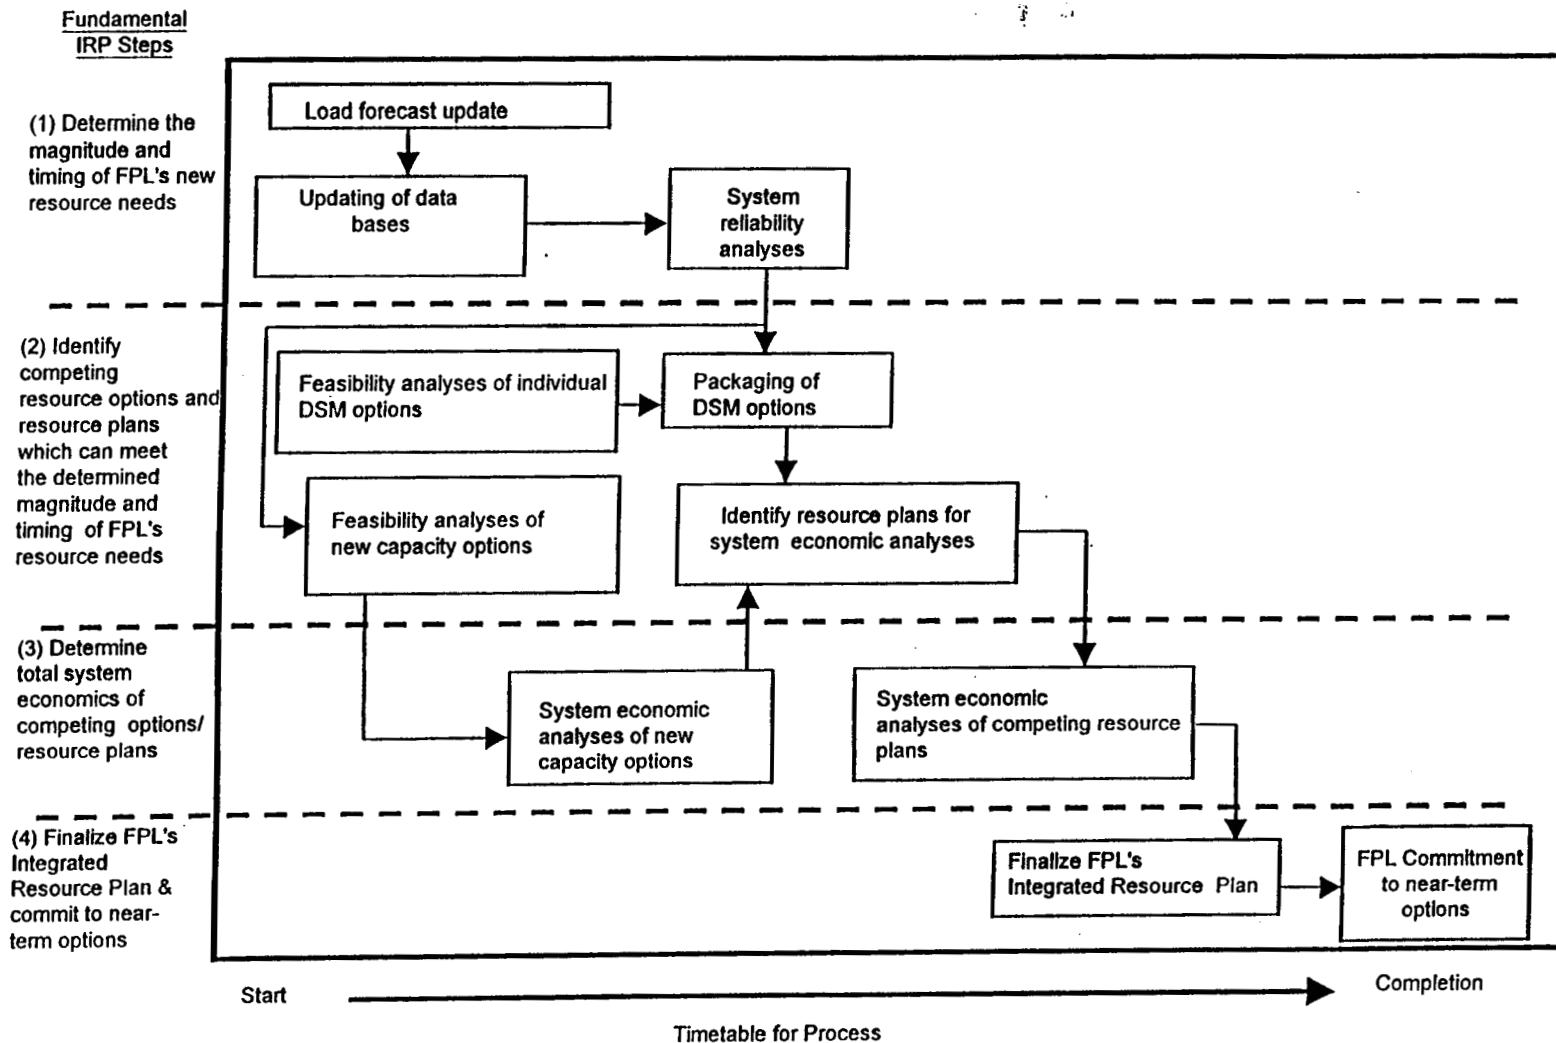 Fundamental
IRP Steps
(1) Determine the
magnitude and
timing of FPL's new
resource needs
Load forecast update
Updating of data
bases
System
reliability
analyses
(2) Identify
competing
resource options and
resource plans
which can meet
the determined
magnitude and
timing of FPL's
resource needs
Feasibility analyses of individual
DSM options
Packaging of
DSM options
Feasibility analyses of
new capacity options
Identify resource plans for
system economic analyses
(3) Determine
total system
economics of
competing options/
resource plans
System economic
analyses of new
capacity options
System economic
analyses of competing resource
plans
(4) Finalize FPL's
Integrated
Resource Plan &
commit to near-
term options
Finalize FPL's
Integrated Resource Plan
FPL Commitment
to near-term
options
Start
Completion
Timetable for Process